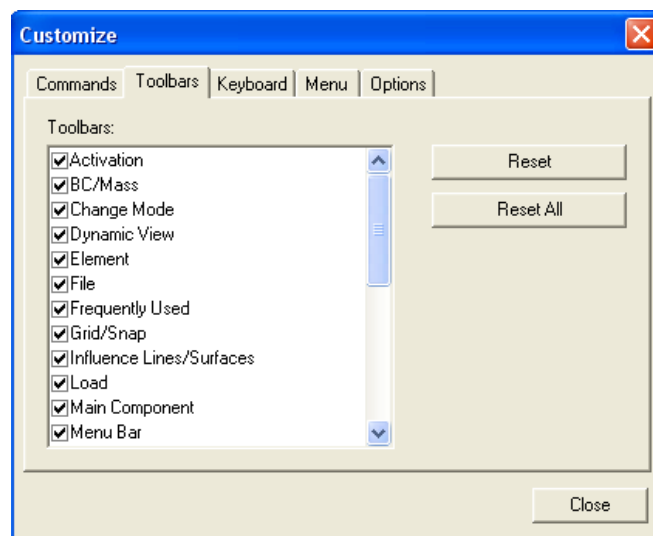 Customize
Commands Toolbars Keyboard Menu Options
Toolbars:
Activation
BC/Mass
Change Mode
Dynamic View
Element
File
Frequently Used
Grid/Snap
Influence Lines/Surfaces
Load
Main Component
Menu Bar
Reset
Reset All
Close